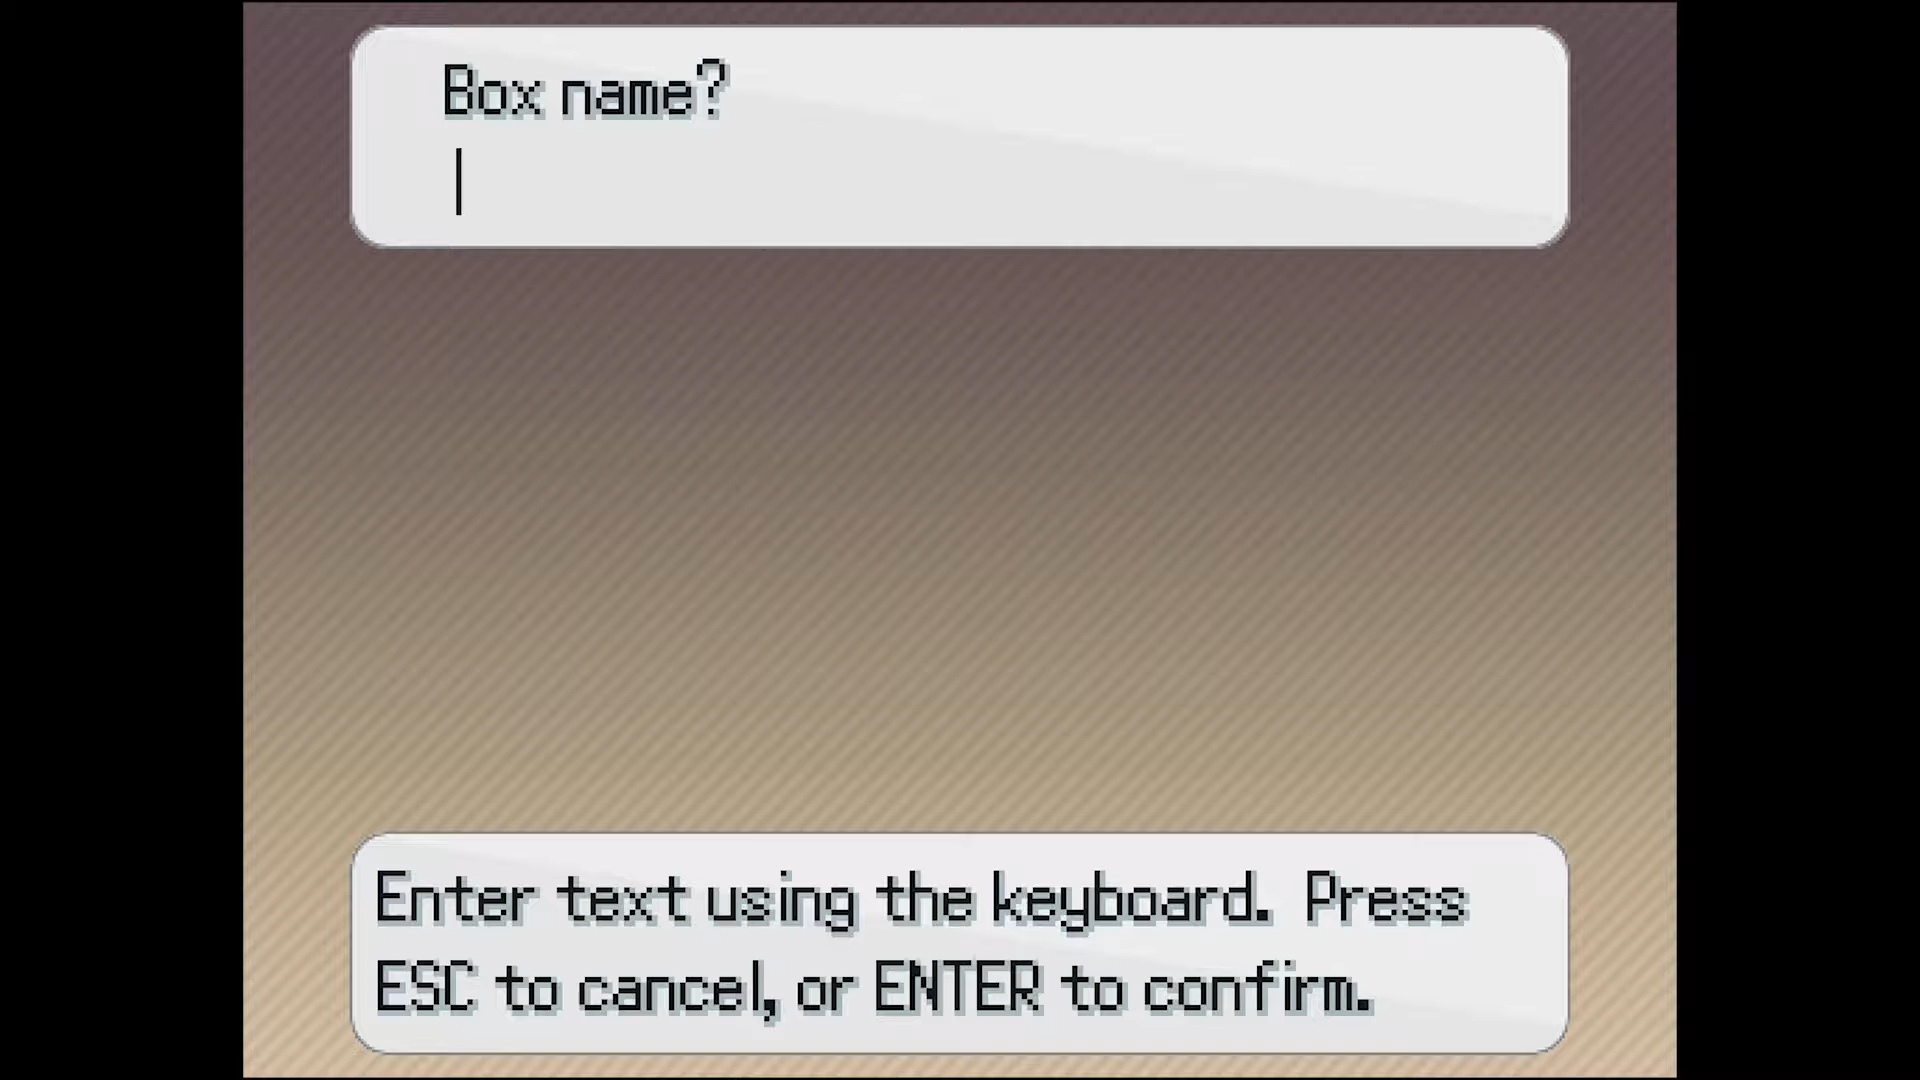 Box name?
Enter text using the keyboard. Press
ESC to cancel, or ENTER to confirm.